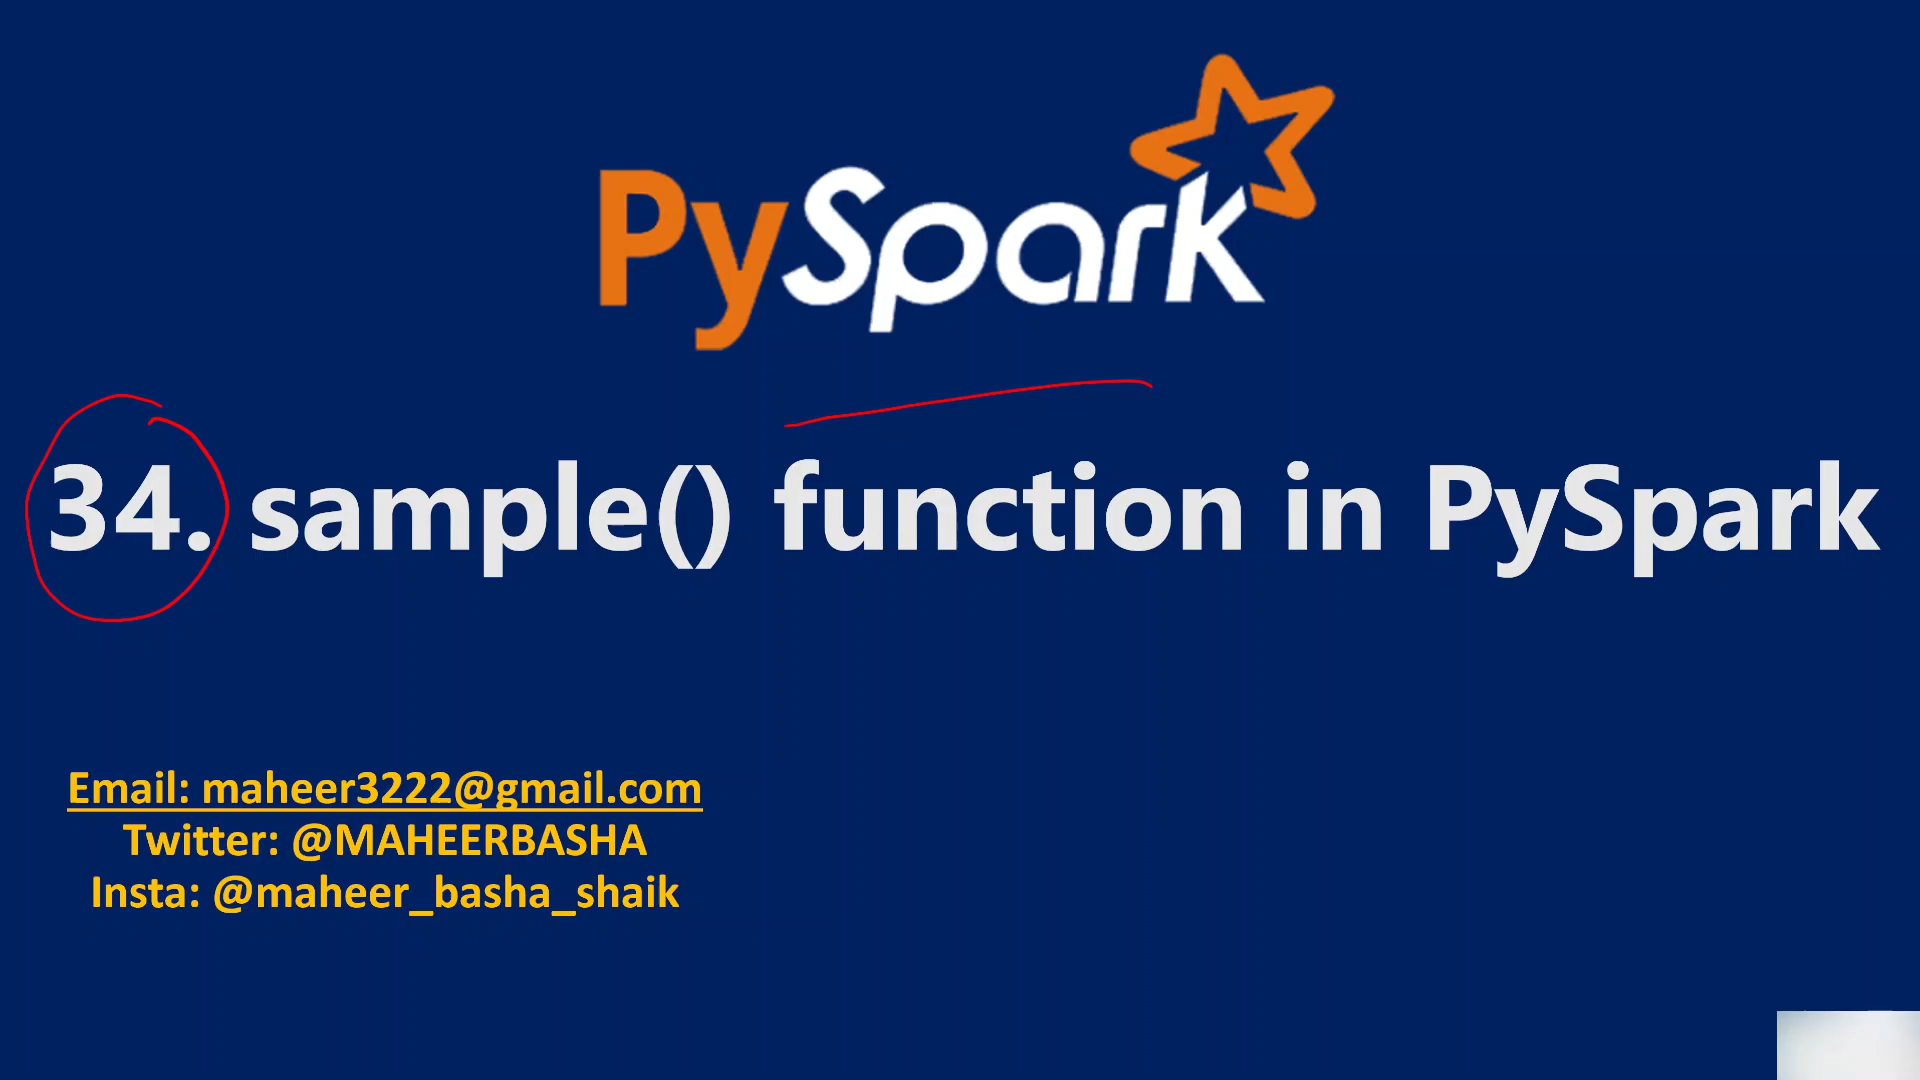 PySpark
34. sample() function in PySpark
Email: maheer3222@gmail.com
Twitter: @MAHEERBASHA
Insta: @maheer_basha_shaik